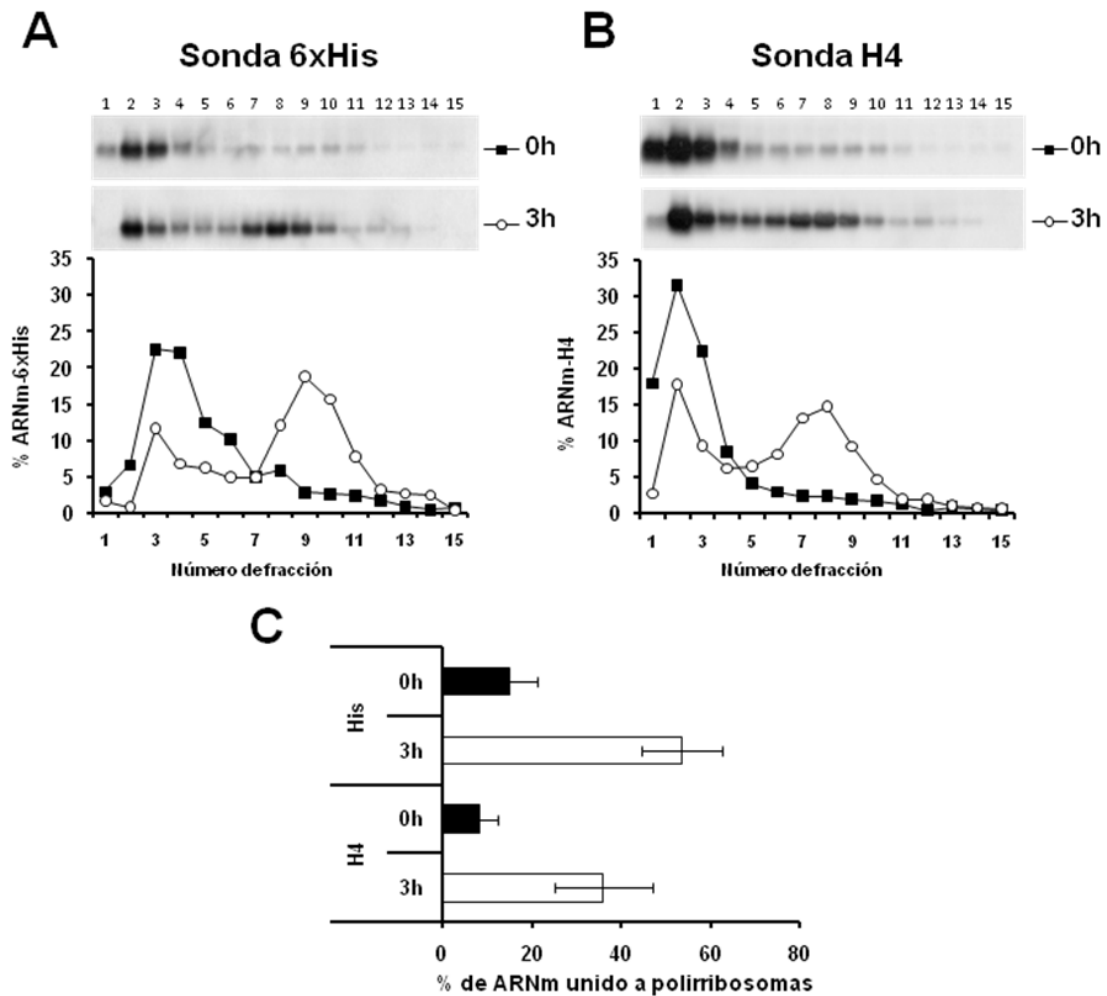 A
Sonda 6xHis
1 2 3 4 5 6 7 8 9 10 11 12 13 14 15
0h
3h
35
30
25
20
15
10
5
0
% ARNm-6xHis
1 3 5 7 9 11 13 15
Número defracción
B
Sonda H4
1 2 3 4 5 6 7 8 9 10 11 12 13 14 15
0h
3h
35
30
25
20
15
10
5
0
% ARNm-H4
1 3 5 7 9 11 13 15
Número defracción
C
His
0h
3h
H4
0h
3h
0 20 40 60 80
% de ARNm unido a polirribosomas